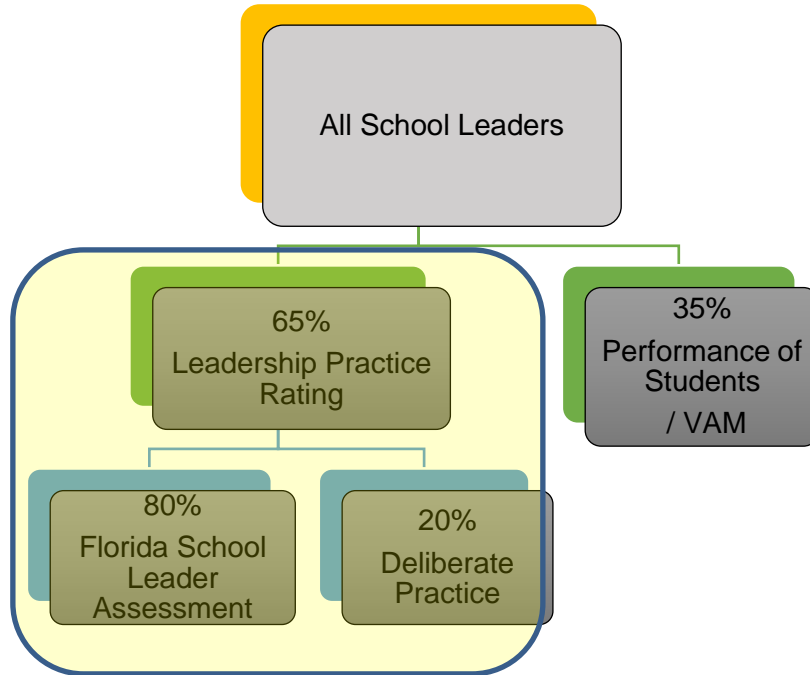 All School Leaders
65%
Leadership Practice
Rating
35%
Performance of
Students
/ VAM
80%
Florida School
Leader
Assessment
20%
Deliberate
Practice